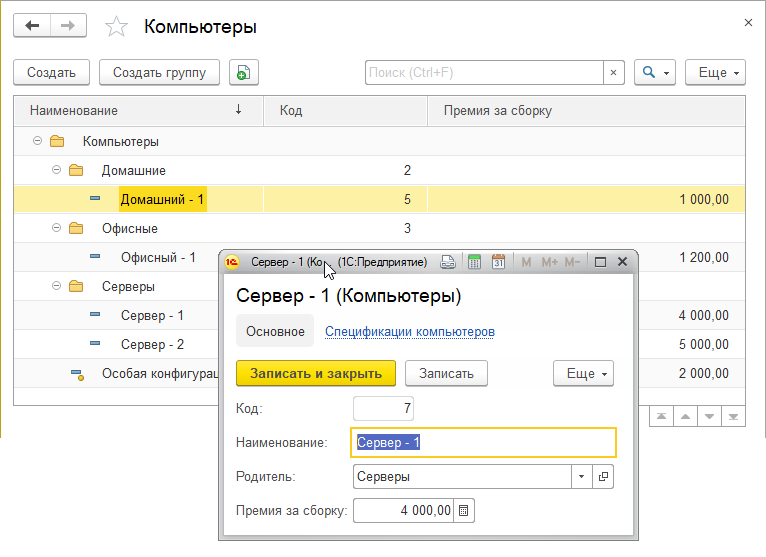 Компьютеры
Создать Создать группу Поиск (Ctrl+F) × Еще
Наименование ↓ Код Премия за сборку
Компьютеры
Домашние 2
Домашний - 1 5 1 000,00
Офисные 3
Офисный - 1 1 200,00
Серверы
Сервер - 1 4 000,00
Сервер - 2 5 000,00
Особая конфигурац 2 000,00
1С Сервер - 1 (Ко... (1С:Предприятие) 31 M M+ M−
Сервер - 1 (Компьютеры)
Основное Спецификации компьютеров
Записать и закрыть Записать Еще
Код: 7
Наименование: Сервер - 1
Родитель: Серверы
Премия за сборку: 4 000,00